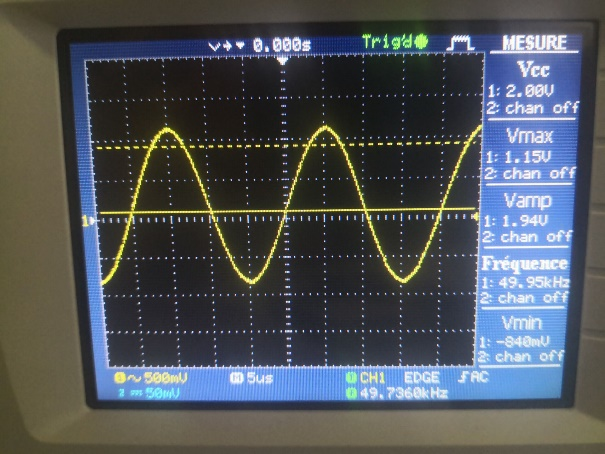 0.000s Trig'd MESURE
Vcc
1: 2.00V
2: chan off
Vmax
1: 1.15V
2: chan off
Vamp
1: 1.94V
2: chan off
Fréquence
1: 49.95kHz
2: chan off
Vmin
1: -840mV
2: chan off
1
1 ~ 500mV M 5us CH1 EDGE AC
2 50mV 49.7360kHz